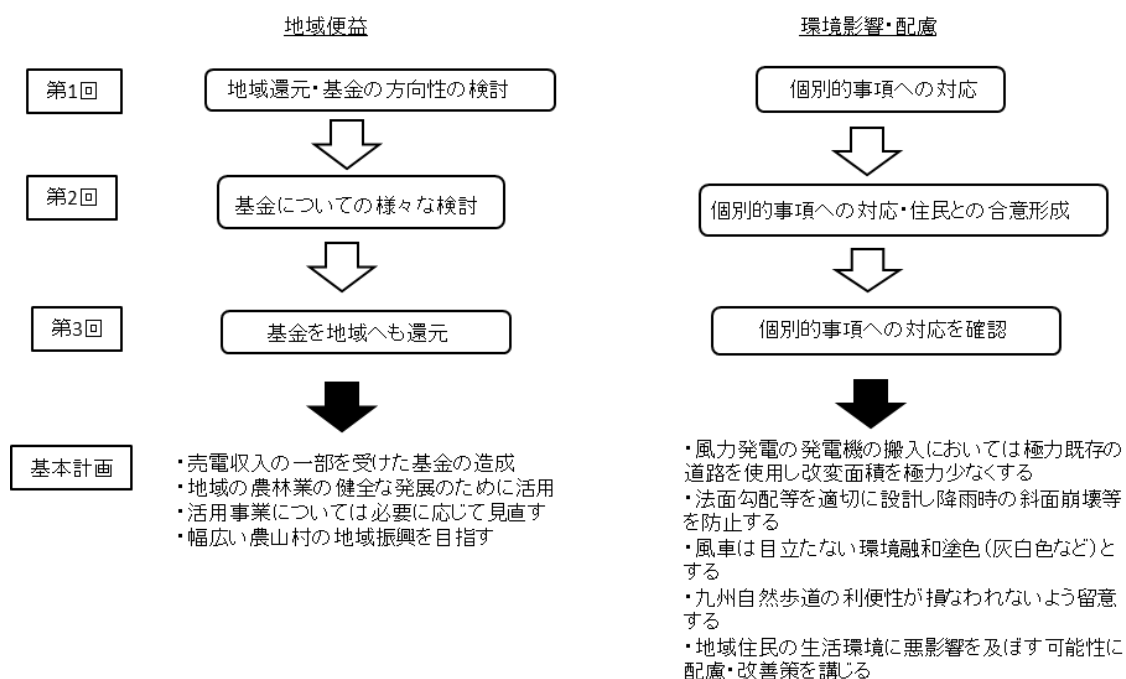 地域便益
環境影響・配慮
第1回
地域還元・基金の方向性の検討
個別的事項への対応
第2回
基金についての様々な検討
個別的事項への対応・住民との合意形成
第3回
基金を地域へも還元
個別的事項への対応を確認
基本計画
・売電収入の一部を受けた基金の造成
・地域の農林業の健全な発展のために活用
・活用事業については必要に応じて見直す
・幅広い農山村の地域振興を目指す
・風力発電の発電機の搬入においては極力既存の
道路を使用し改変面積を極力少なくする
・法面勾配等を適切に設計し降雨時の斜面崩壊等
を防止する
・風車は目立たない環境融和塗色(灰白色など)と
する
・九州自然歩道の利便性が損なわれないよう留意
する
・地域住民の生活環境に悪影響を及ぼす可能性に
配慮・改善策を講じる